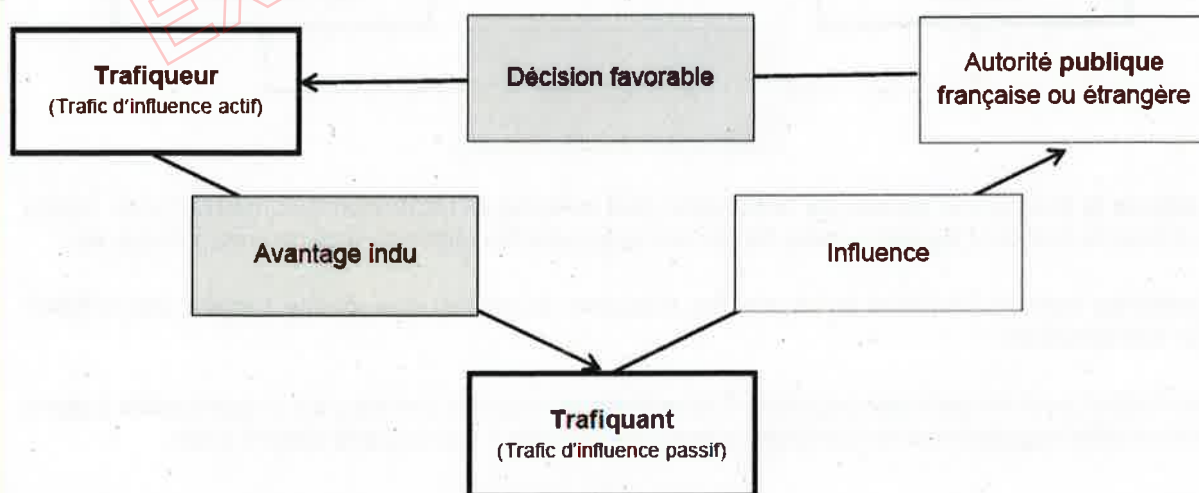 Trafiqueur
(Trafic d'influence actif)
Décision favorable
Autorité publique
française ou étrangère
Avantage indu
Influence
Trafiquant
(Trafic d'influence passif)